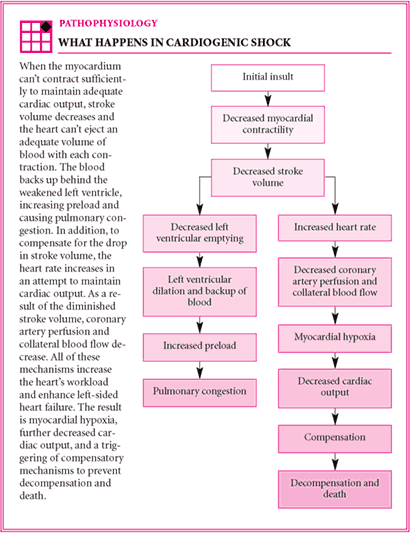 PATHOPHYSIOLOGY
WHAT HAPPENS IN CARDIOGENIC SHOCK
When the myocardium
can't contract sufficient-
ly to maintain adequate
cardiac output, stroke
volume decreases and
the heart can't eject an
adequate volume of
blood with each con-
traction. The blood
backs up behind the
weakened left ventricle,
increasing preload and
causing pulmonary con-
gestion. In addition, to
compensate for the drop
in stroke volume, the
heart rate increases in
an attempt to maintain
cardiac output. As a re-
sult of the diminished
stroke volume, coronary
artery perfusion and
collateral blood flow de-
crease. All of these
mechanisms increase
the heart's workload
and enhance left-sided
heart failure. The result
is myocardial hypoxia,
further decreased car-
diac output, and a trig-
gering of compensatory
mechanisms to prevent
decompensation and
death.
Initial insult
Decreased myocardial
contractility
Decreased stroke
volume
Decreased left
ventricular emptying
Left ventricular
dilation and backup of
blood
Increased preload
Pulmonary congestion
Increased heart rate
Decreased coronary
artery perfusion and
collateral blood flow
Myocardial hypoxia
Decreased cardiac
output
Compensation
Decompensation and
death